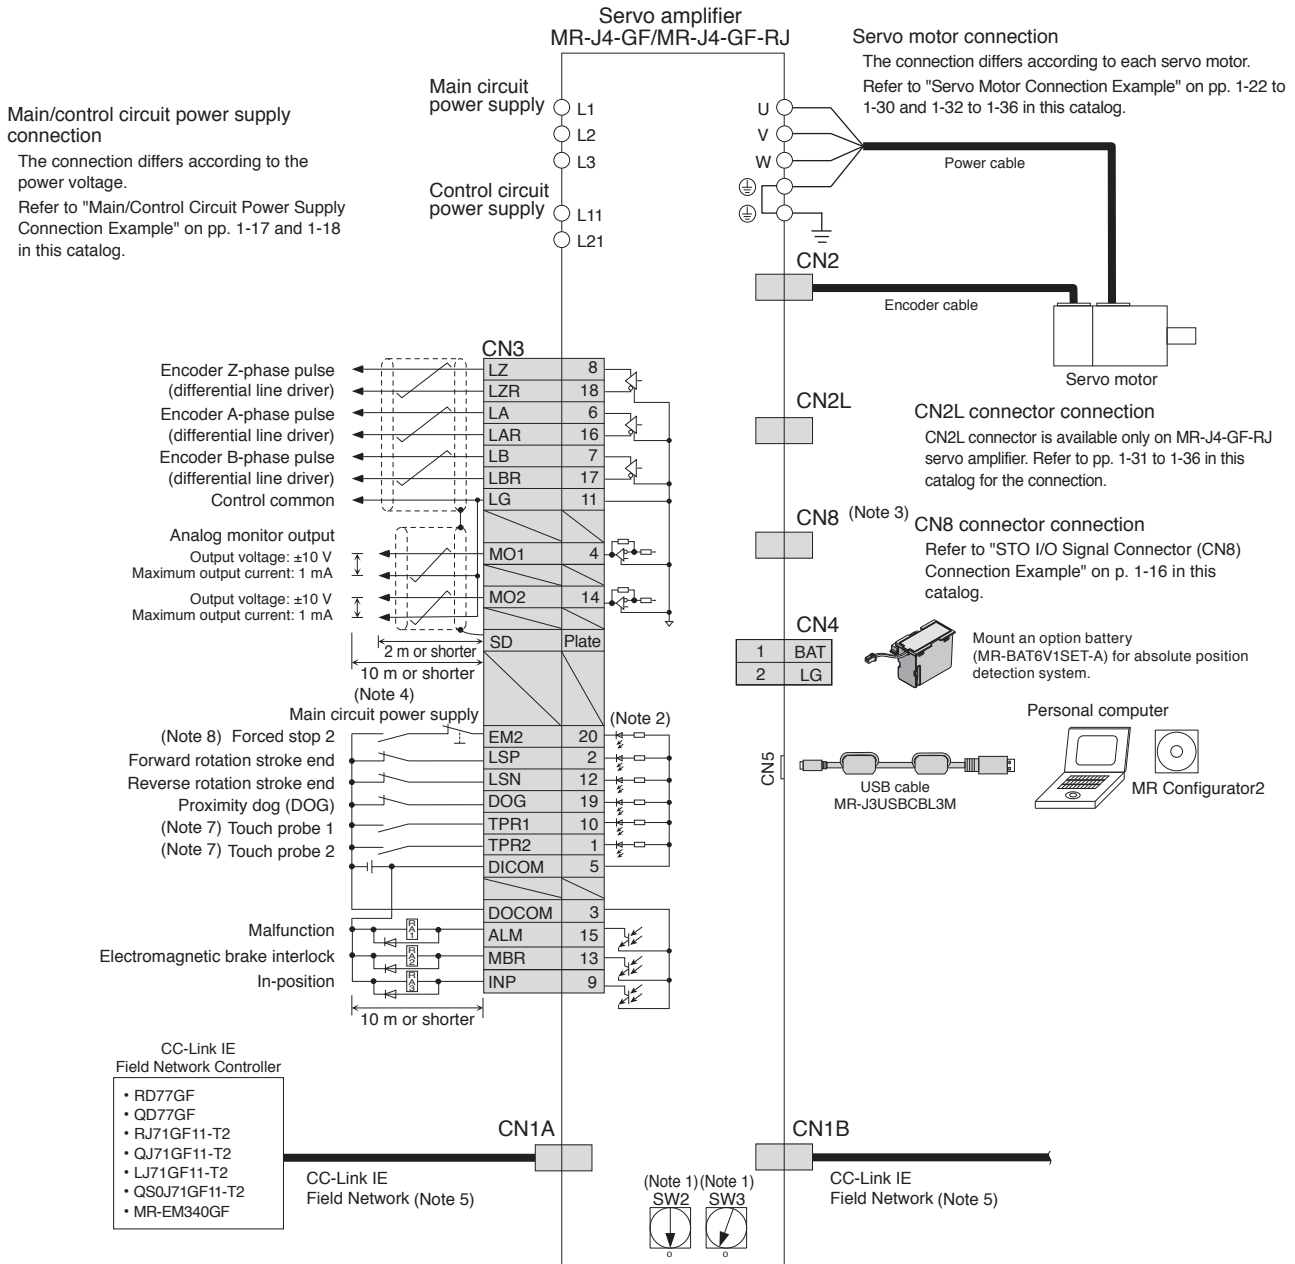 Servo amplifier
MR-J4-GF/MR-J4-GF-RJ
Main/control circuit power supply
connection
The connection differs according to the
power voltage.
Refer to "Main/Control Circuit Power Supply
Connection Example" on pp. 1-17 and 1-18
in this catalog.
Main circuit
power supply
L1
L2
L3
Control circuit
power supply
L11
L21
U
V
W
Servo motor connection
The connection differs according to each servo motor.
Refer to "Servo Motor Connection Example" on pp. 1-22 to
1-30 and 1-32 to 1-36 in this catalog.
Power cable
CN2
Encoder cable
Servo motor
CN3
Encoder Z-phase pulse LZ 8
(differential line driver) LZR 18
Encoder A-phase pulse LA 6
(differential line driver) LAR 16
Encoder B-phase pulse LB 7
(differential line driver) LBR 17
Control common LG 11
Analog monitor output
Output voltage: ±10 V MO1 4
Maximum output current: 1 mA
Output voltage: ±10 V MO2 14
Maximum output current: 1 mA
SD Plate
2 m or shorter
10 m or shorter
(Note 4)
Main circuit power supply
(Note 2)
(Note 8) Forced stop 2 EM2 20
Forward rotation stroke end LSP 2
Reverse rotation stroke end LSN 12
Proximity dog (DOG) DOG 19
(Note 7) Touch probe 1 TPR1 10
(Note 7) Touch probe 2 TPR2 1
DICOM 5
DOCOM 3
Malfunction RA1 ALM 15
Electromagnetic brake interlock RA2 MBR 13
In-position RA3 INP 9
10 m or shorter
CN2L
CN2L connector connection
CN2L connector is available only on MR-J4-GF-RJ
servo amplifier. Refer to pp. 1-31 to 1-36 in this
catalog for the connection.
CN8 (Note 3)
CN8 connector connection
Refer to "STO I/O Signal Connector (CN8)
Connection Example" on p. 1-16 in this
catalog.
CN4
1 BAT
2 LG
Mount an option battery
(MR-BAT6V1SET-A) for absolute position
detection system.
Personal computer
CN5
USB cable
MR-J3USBCBL3M
MR Configurator2
CC-Link IE
Field Network Controller
• RD77GF
• QD77GF
• RJ71GF11-T2
• QJ71GF11-T2
• LJ71GF11-T2
• QS0J71GF11-T2
• MR-EM340GF
CN1A
CC-Link IE
Field Network (Note 5)
CN1B
CC-Link IE
Field Network (Note 5)
(Note 1) (Note 1)
SW2 SW3
0 0